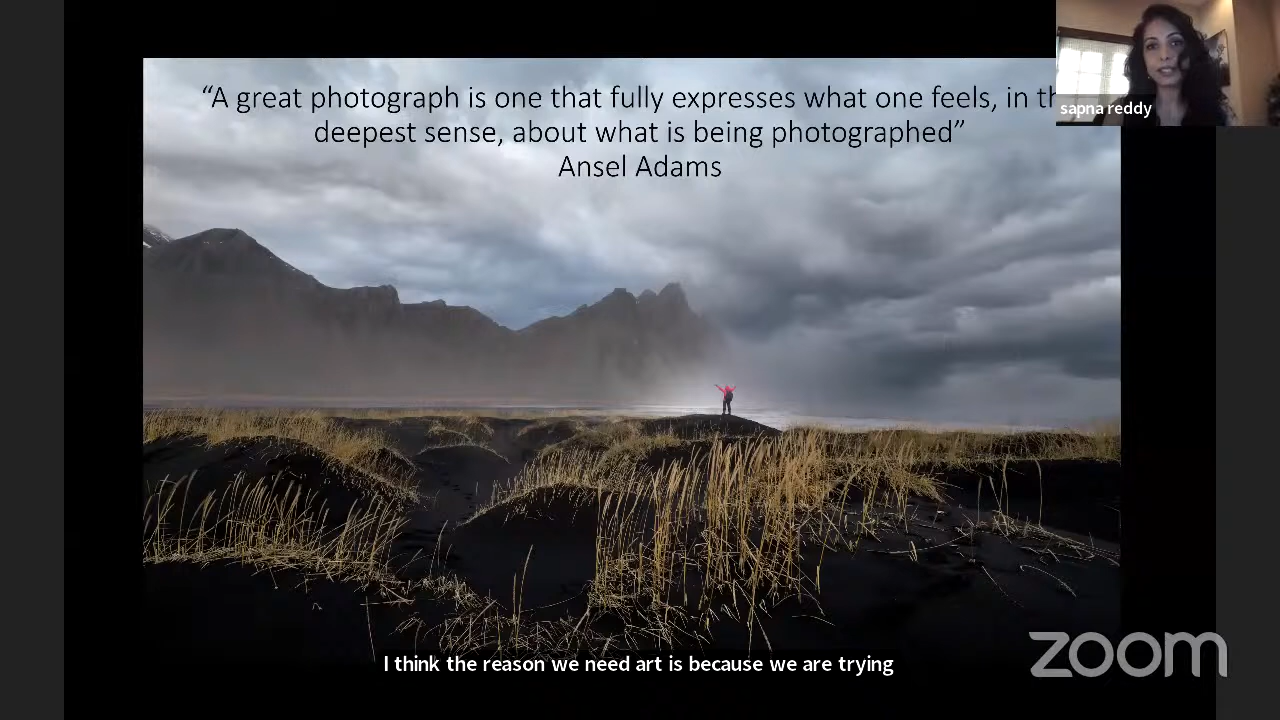 “A great photograph is one that fully expresses what one feels, in
deepest sense, about what is being photographed”
Ansel Adams
sapna reddy
I think the reason we need art is because we are trying
zoom